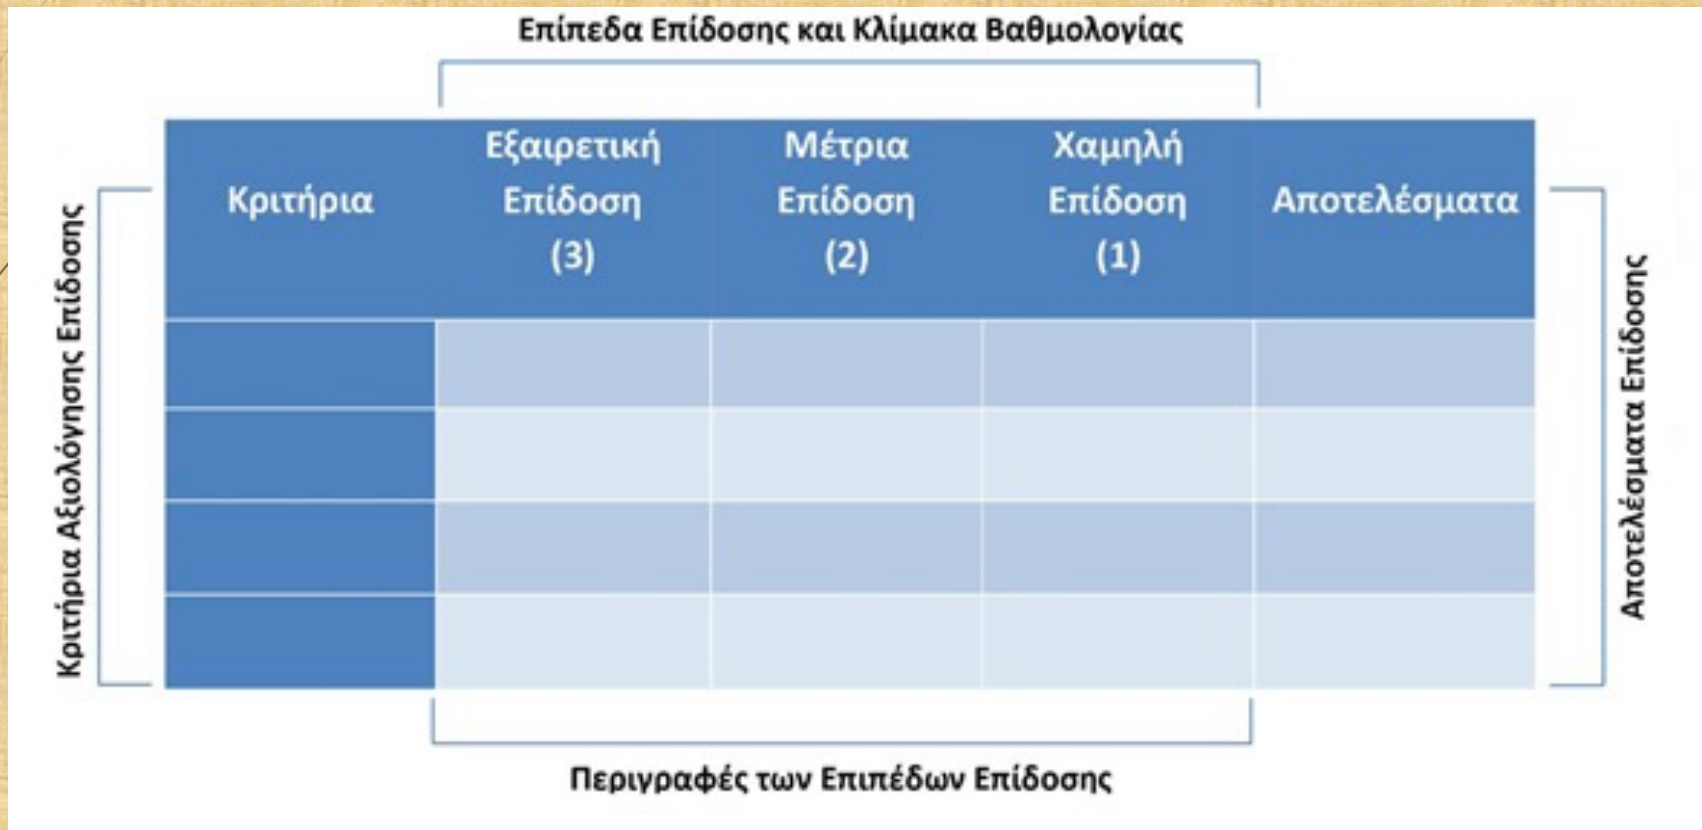 Επίπεδα Επίδοσης και Κλίμακα Βαθμολογίας
Κριτήρια
Εξαιρετική
Επίδοση
(3)
Μέτρια
Επίδοση
(2)
Χαμηλή
Επίδοση
(1)
Αποτελέσματα
Κριτήρια Αξιολόγησης Επίδοσης
Αποτελέσματα Επίδοσης
Περιγραφές των Επιπέδων Επίδοσης